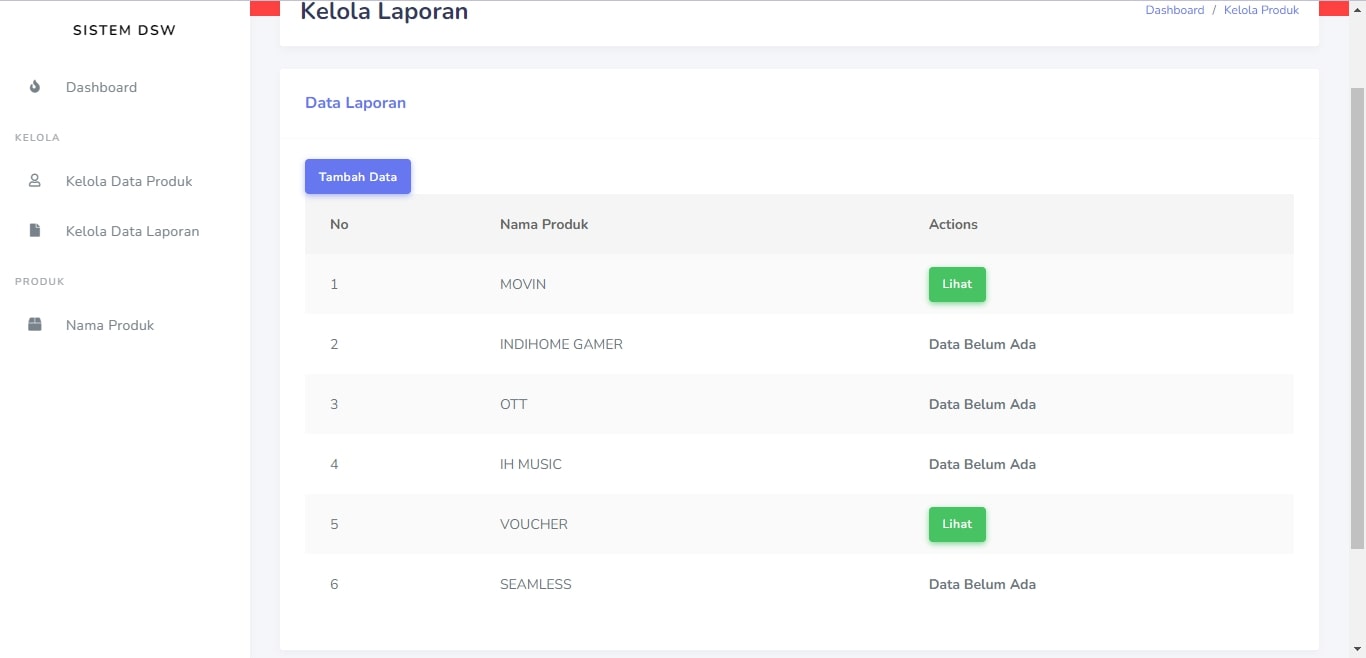 SISTEM DSW
Dashboard
KELOLA
Kelola Data Produk
Kelola Data Laporan
PRODUK
Nama Produk
Kelola Laporan
Dashboard / Kelola Produk
Data Laporan
Tambah Data
No Nama Produk Actions
1 MOVIN Lihat
2 INDIHOME GAMER Data Belum Ada
3 OTT Data Belum Ada
4 IH MUSIC Data Belum Ada
5 VOUCHER Lihat
6 SEAMLESS Data Belum Ada